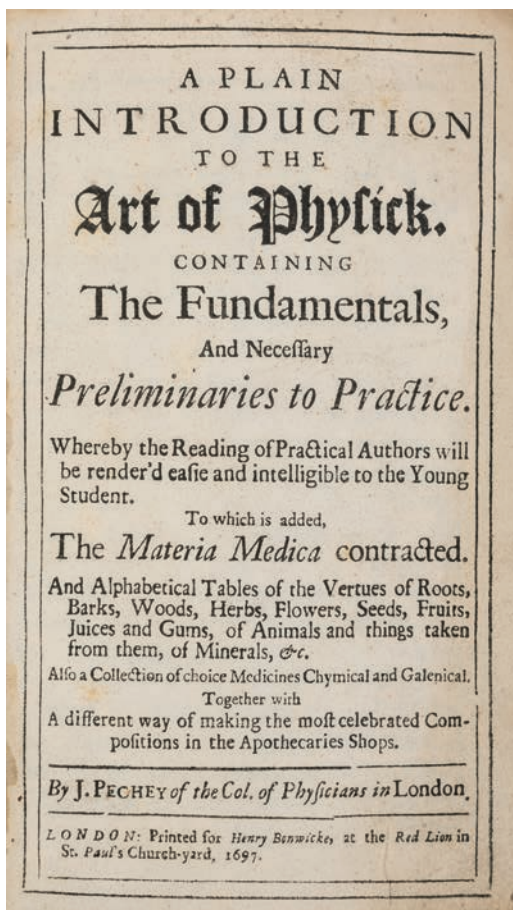 A PLAIN
INTRODUCTION
TO THE
Art of Phyſick.
CONTAINING
The Fundamentals,
And Neceſſary
Preliminaries to Practice.
Whereby the Reading of Practical Authors will
be render'd eaſie and intelligible to the Young
Student.
To which is added,
The Materia Medica contracted.
And Alphabetical Tables of the Vertues of Roots,
Barks, Woods, Herbs, Flowers, Seeds, Fruits,
Juices and Gums, of Animals and things taken
from them, of Minerals, &c.
Alſo a Collection of choice Medicines Chymical and Galenical.
Together with
A different way of making the moſt celebrated Com-
poſitions in the Apothecaries Shops.
By J. PECHEY of the Col. of Phyſicians in London.
LONDON: Printed for Henry Bonwicke, at the Red Lion in
St. Paul's Church-yard, 1697.